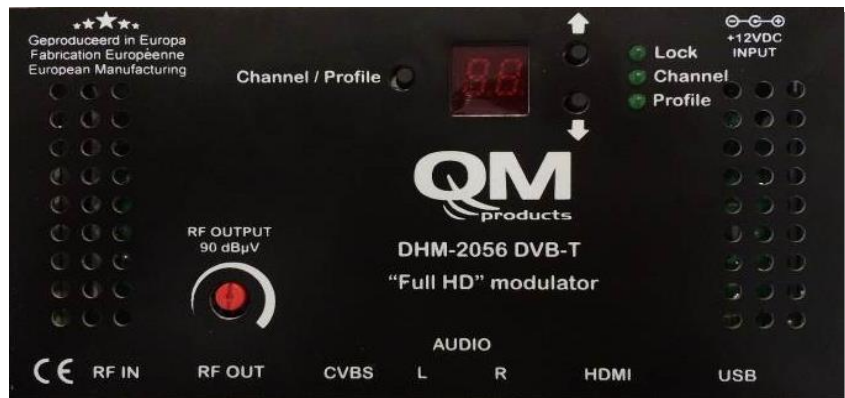 Geproduceerd in Europa
Fabrication Européenne
European Manufacturing
Channel / Profile
Lock
Channel
Profile
+12VDC
INPUT
QM
products
RF OUTPUT
90 dBµV
DHM-2056 DVB-T
“Full HD” modulator
AUDIO
CE RF IN RF OUT CVBS L R HDMI USB